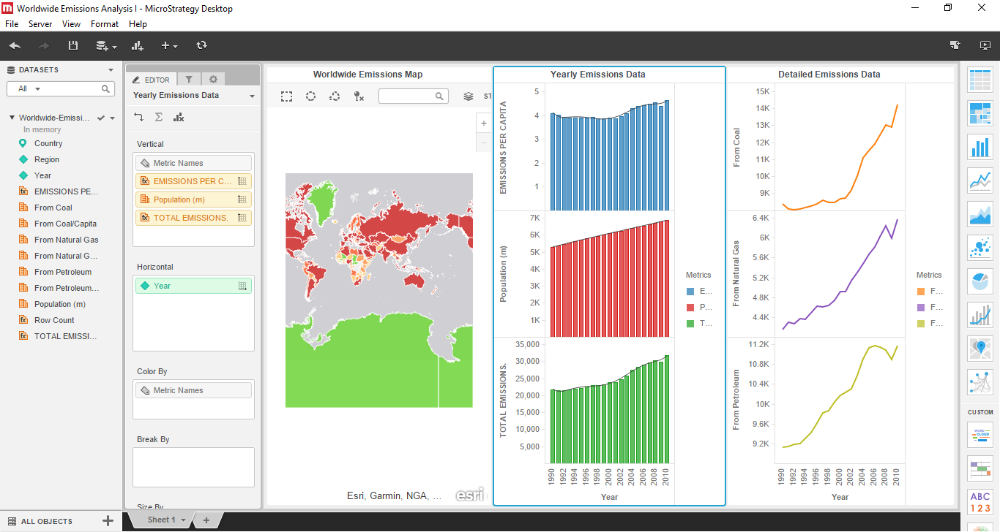 Worldwide Emissions Analysis I - MicroStrategy Desktop
File Server View Format Help
DATASETS
All
Worldwide-Emissi...
In memory
Country
Region
Year
EMISSIONS PE...
From Coal
From Coal/Capita
From Natural Gas
From Natural G...
From Petroleum
From Petroleum...
Population (m)
Row Count
TOTAL EMISSI...
ALL OBJECTS
EDITOR
Yearly Emissions Data
Vertical
Metric Names
EMISSIONS PER C...
Population (m)
TOTAL EMISSIONS.
Horizontal
Year
Color By
Metric Names
Break By
Size By
Worldwide Emissions Map
ST
Esri, Garmin, NGA, ...
esri
Sheet 1
Yearly Emissions Data
EMISSIONS PER CAPITA
5
4
3
2
1
Population (m)
7K
6K
5K
4K
3K
2K
1K
TOTAL EMISSIONS.
35,000
30,000
25,000
20,000
15,000
10,000
5,000
1990 1992 1994 1996 1998 2000 2002 2004 2006 2008 2010
Year
Metrics
E...
P...
T...
Detailed Emissions Data
From Coal
15K
14K
13K
12K
11K
10K
9K
From Natural Gas
6.4K
6K
5.6K
5.2K
4.8K
4.4K
From Petroleum
11.2K
10.8K
10.4K
10K
9.6K
9.2K
1990 1992 1994 1996 1998 2000 2002 2004 2006 2008 2010
Year
Metrics
F...
F...
F...
CUSTOM
WORD
CLOUD
ABC
123